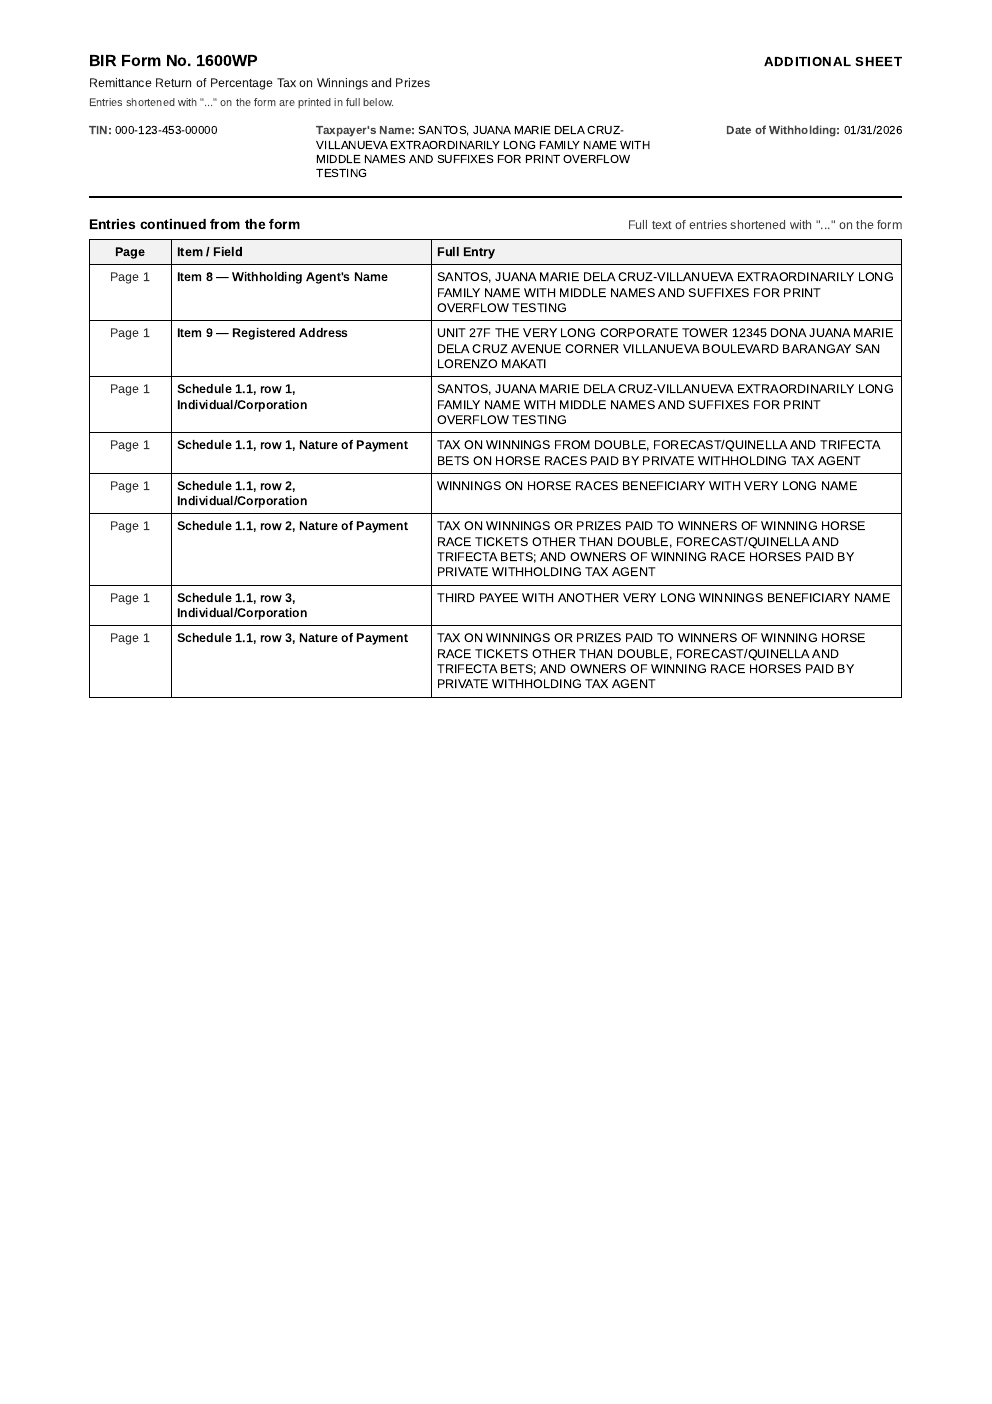 BIR Form No. 1600WP
ADDITIONAL SHEET
Remittance Return of Percentage Tax on Winnings and Prizes
Entries shortened with "..." on the form are printed in full below.
TIN: 000-123-453-00000
Taxpayer's Name: SANTOS, JUANA MARIE DELA CRUZ-
VILLANUEVA EXTRAORDINARILY LONG FAMILY NAME WITH
MIDDLE NAMES AND SUFFIXES FOR PRINT OVERFLOW
TESTING
Date of Withholding: 01/31/2026
Entries continued from the form
Full text of entries shortened with "..." on the form
Page Item / Field Full Entry
Page 1
Item 8 — Withholding Agent's Name
SANTOS, JUANA MARIE DELA CRUZ-VILLANUEVA EXTRAORDINARILY LONG
FAMILY NAME WITH MIDDLE NAMES AND SUFFIXES FOR PRINT
OVERFLOW TESTING
Page 1
Item 9 — Registered Address
UNIT 27F THE VERY LONG CORPORATE TOWER 12345 DONA JUANA MARIE
DELA CRUZ AVENUE CORNER VILLANUEVA BOULEVARD BARANGAY SAN
LORENZO MAKATI
Page 1
Schedule 1.1, row 1,
Individual/Corporation
SANTOS, JUANA MARIE DELA CRUZ-VILLANUEVA EXTRAORDINARILY LONG
FAMILY NAME WITH MIDDLE NAMES AND SUFFIXES FOR PRINT
OVERFLOW TESTING
Page 1
Schedule 1.1, row 1, Nature of Payment
TAX ON WINNINGS FROM DOUBLE, FORECAST/QUINELLA AND TRIFECTA
BETS ON HORSE RACES PAID BY PRIVATE WITHHOLDING TAX AGENT
Page 1
Schedule 1.1, row 2,
Individual/Corporation
WINNINGS ON HORSE RACES BENEFICIARY WITH VERY LONG NAME
Page 1
Schedule 1.1, row 2, Nature of Payment
TAX ON WINNINGS OR PRIZES PAID TO WINNERS OF WINNING HORSE
RACE TICKETS OTHER THAN DOUBLE, FORECAST/QUINELLA AND
TRIFECTA BETS; AND OWNERS OF WINNING RACE HORSES PAID BY
PRIVATE WITHHOLDING TAX AGENT
Page 1
Schedule 1.1, row 3,
Individual/Corporation
THIRD PAYEE WITH ANOTHER VERY LONG WINNINGS BENEFICIARY NAME
Page 1
Schedule 1.1, row 3, Nature of Payment
TAX ON WINNINGS OR PRIZES PAID TO WINNERS OF WINNING HORSE
RACE TICKETS OTHER THAN DOUBLE, FORECAST/QUINELLA AND
TRIFECTA BETS; AND OWNERS OF WINNING RACE HORSES PAID BY
PRIVATE WITHHOLDING TAX AGENT